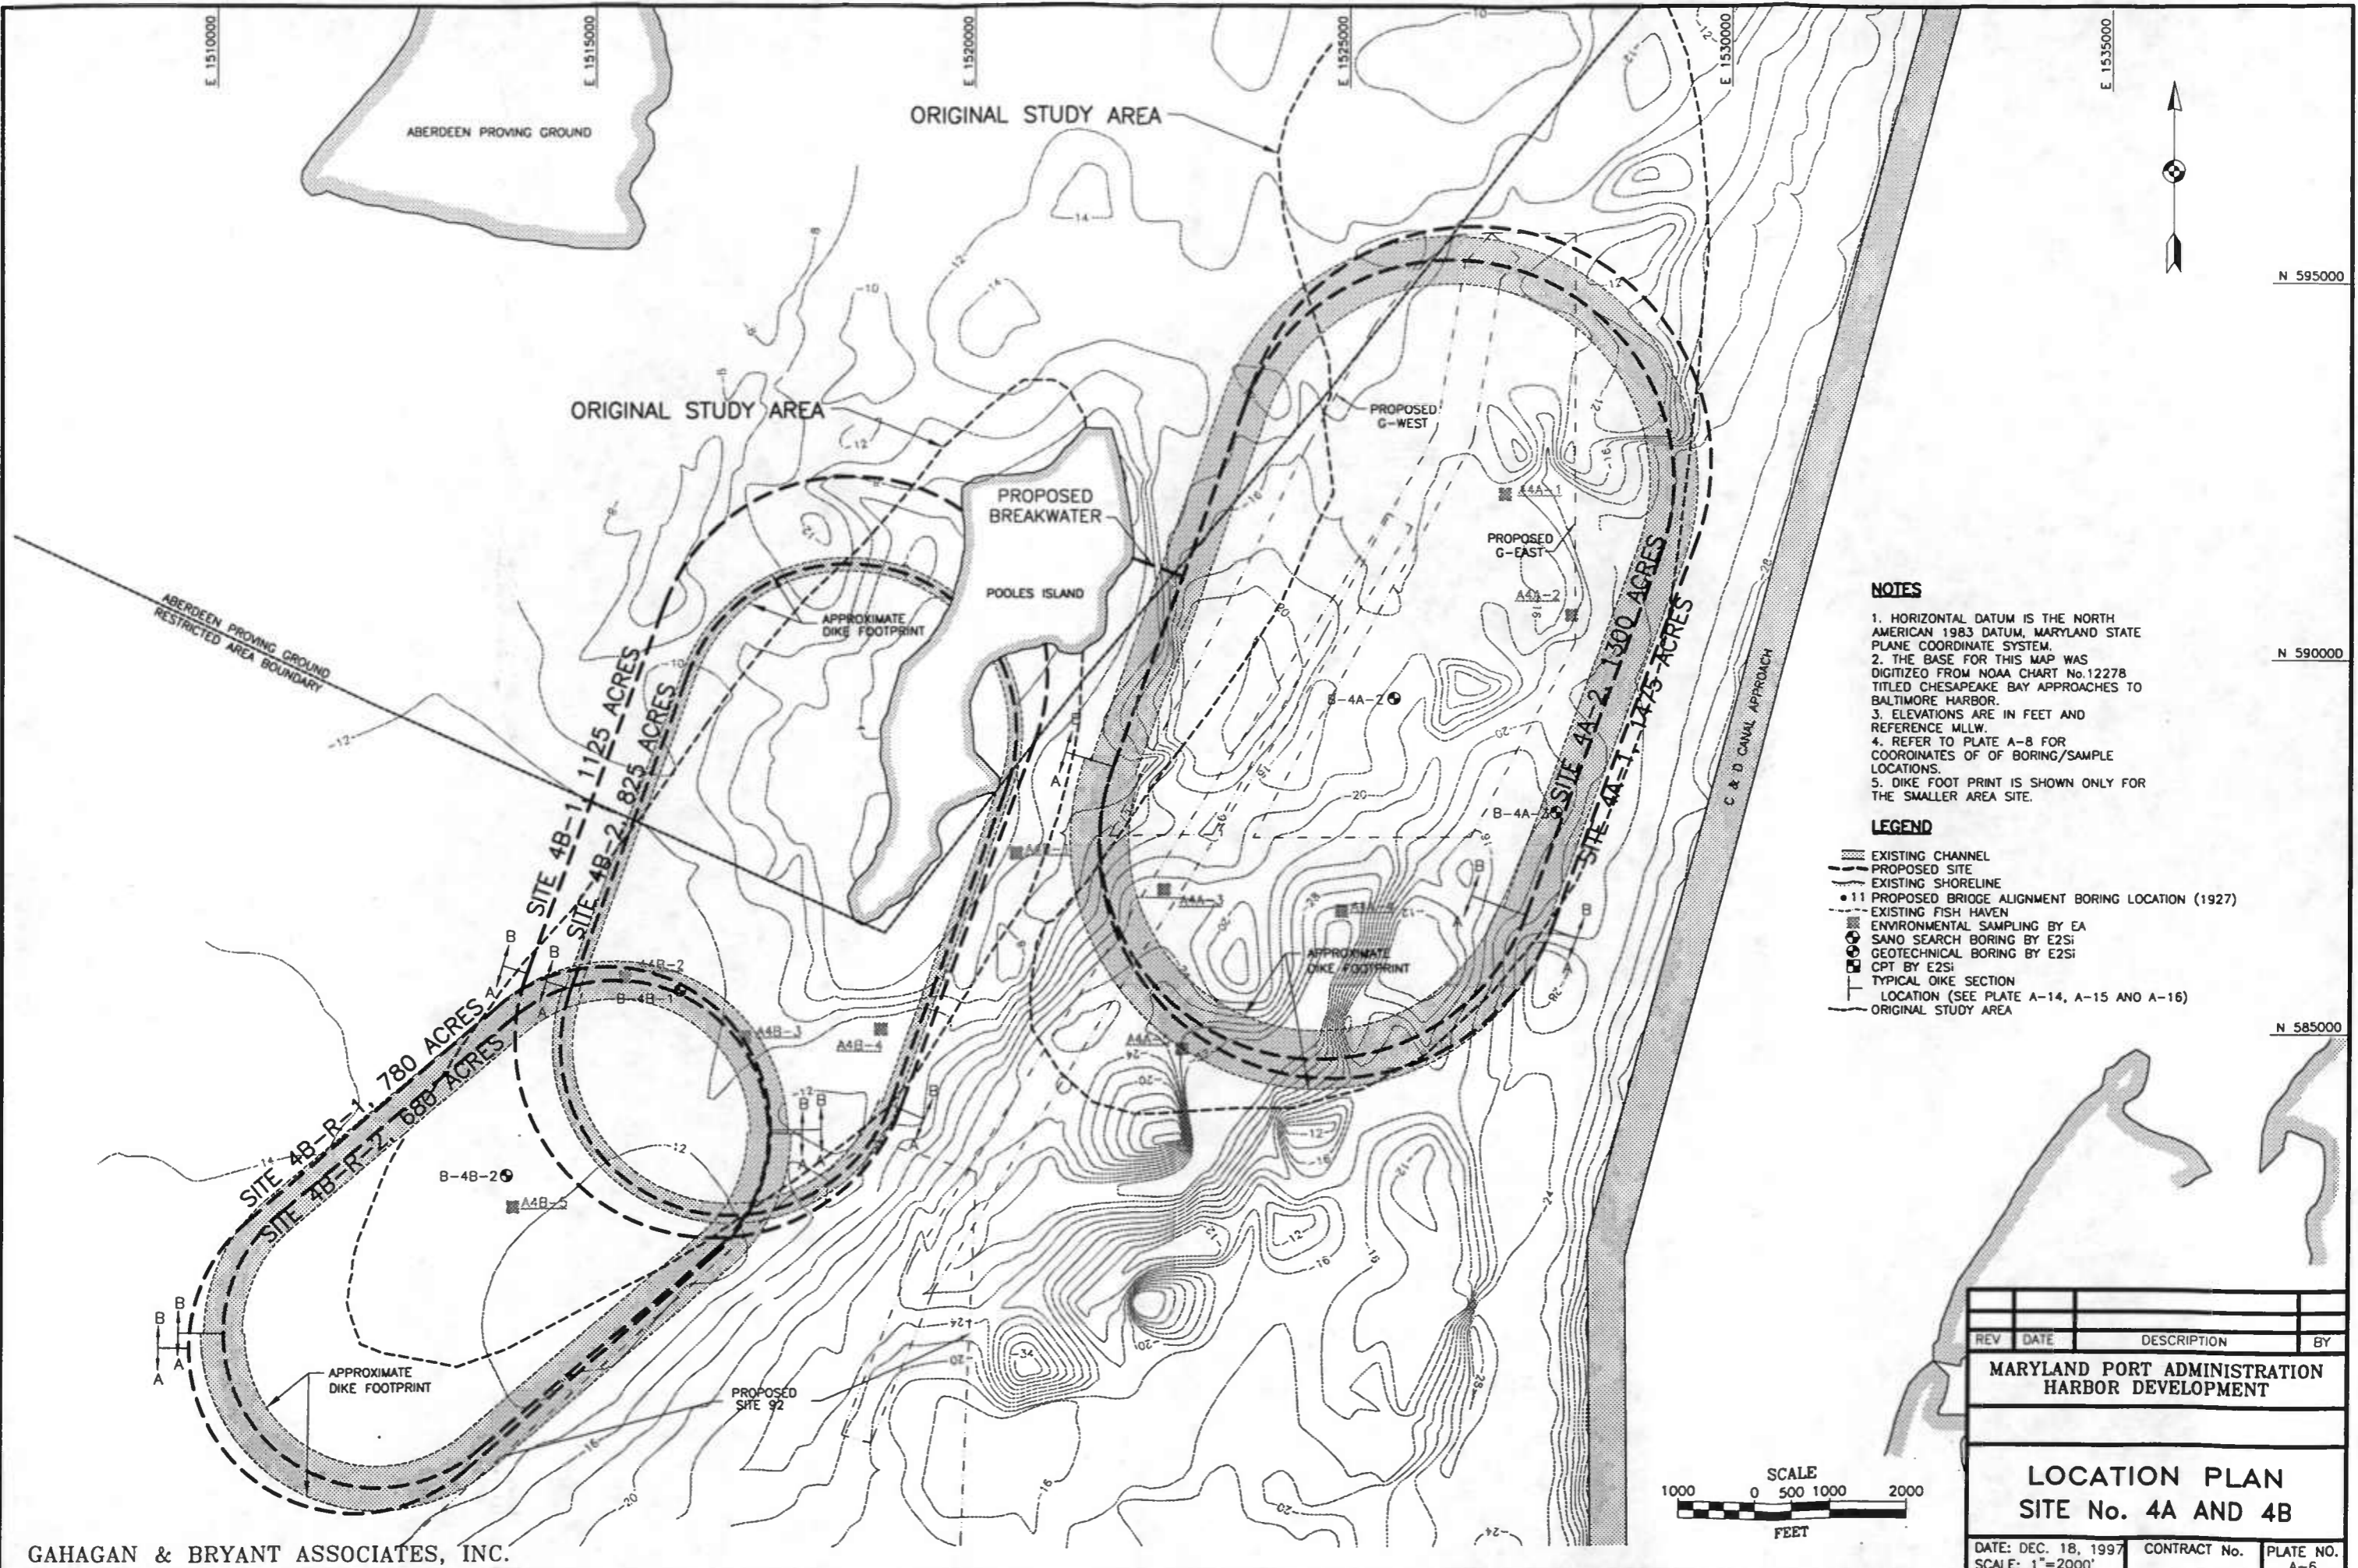 E 1510000
E 1515000
E 1520000
E 1525000
E 1530000
E 1535000
ABERDEEN PROVING GROUND
ORIGINAL STUDY AREA
N 595000
ORIGINAL STUDY AREA
PROPOSED
G-WEST
PROPOSED
BREAKWATER
A4A-1
PROPOSED
G-EAST
POOLES ISLAND
A4A-2
APPROXIMATE
DIKE FOOTPRINT
ABERDEEN PROVING GROUND
RESTRICTED AREA BOUNDARY
N 590000
SITE 4B-1, 1125 ACRES
SITE 4B-2, 825 ACRES
SITE 4A-2, 1300 ACRES
SITE 4A-1, 1475 ACRES
C & D CANAL APPROACH
B-4A-2
B-4A-3
A4A-3
APPROXIMATE
DIKE FOOTPRINT
A4B-2
B-4B-1
A4B-3
A4B-4
SITE 4B-R-1, 780 ACRES
SITE 4B-R-2, 680 ACRES
B-4B-2
A4B-5
APPROXIMATE
DIKE FOOTPRINT
PROPOSED
SITE 92
NOTES
1. HORIZONTAL DATUM IS THE NORTH
AMERICAN 1983 DATUM, MARYLAND STATE
PLANE COORDINATE SYSTEM.
2. THE BASE FOR THIS MAP WAS
DIGITIZED FROM NOAA CHART No.12278
TITLED CHESAPEAKE BAY APPROACHES TO
BALTIMORE HARBOR.
3. ELEVATIONS ARE IN FEET AND
REFERENCE MLLW.
4. REFER TO PLATE A-8 FOR
COORDINATES OF OF BORING/SAMPLE
LOCATIONS.
5. DIKE FOOT PRINT IS SHOWN ONLY FOR
THE SMALLER AREA SITE.
LEGEND
EXISTING CHANNEL
PROPOSED SITE
EXISTING SHORELINE
11 PROPOSED BRIDGE ALIGNMENT BORING LOCATION (1927)
EXISTING FISH HAVEN
ENVIRONMENTAL SAMPLING BY EA
SAND SEARCH BORING BY E2Si
GEOTECHNICAL BORING BY E2Si
CPT BY E2Si
TYPICAL DIKE SECTION
LOCATION (SEE PLATE A-14, A-15 AND A-16)
ORIGINAL STUDY AREA
N 585000
SCALE
1000 0 500 1000 2000
FEET
REV DATE DESCRIPTION BY
MARYLAND PORT ADMINISTRATION
HARBOR DEVELOPMENT
LOCATION PLAN
SITE No. 4A AND 4B
DATE: DEC. 18, 1997 CONTRACT No. PLATE NO.
SCALE: 1"=2000' A-6
GAHAGAN & BRYANT ASSOCIATES, INC.